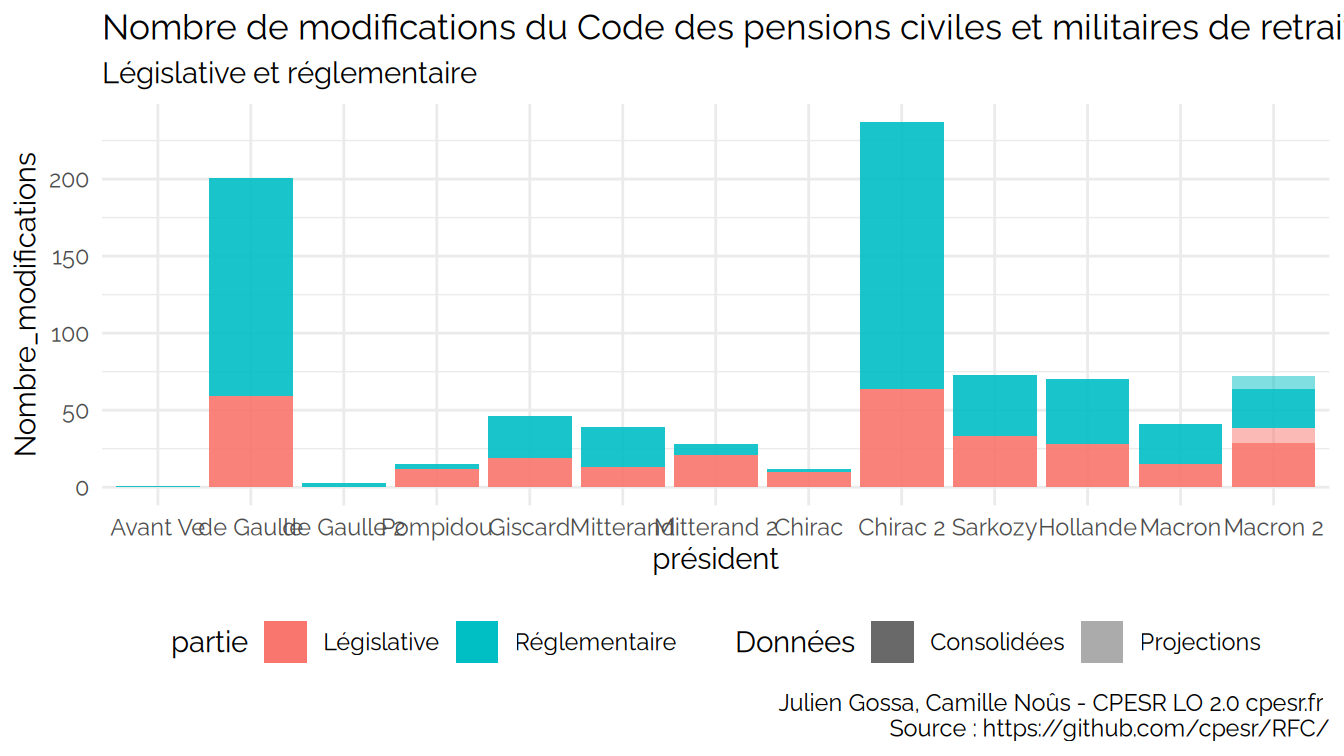 Nombre de modifications du Code des pensions civiles et militaires de retrai
Législative et réglementaire
Nombre_modifications
200
150
100
50
0
Avant Ve de Gaulle de Gaulle 2 Pompidou Giscard Mitterand Mitterand 2 Chirac Chirac 2 Sarkozy Hollande Macron Macron 2
président
partie Législative Réglementaire Données Consolidées Projections
Julien Gossa, Camille Noûs - CPESR LO 2.0 cpesr.fr
Source : https://github.com/cpesr/RFC/